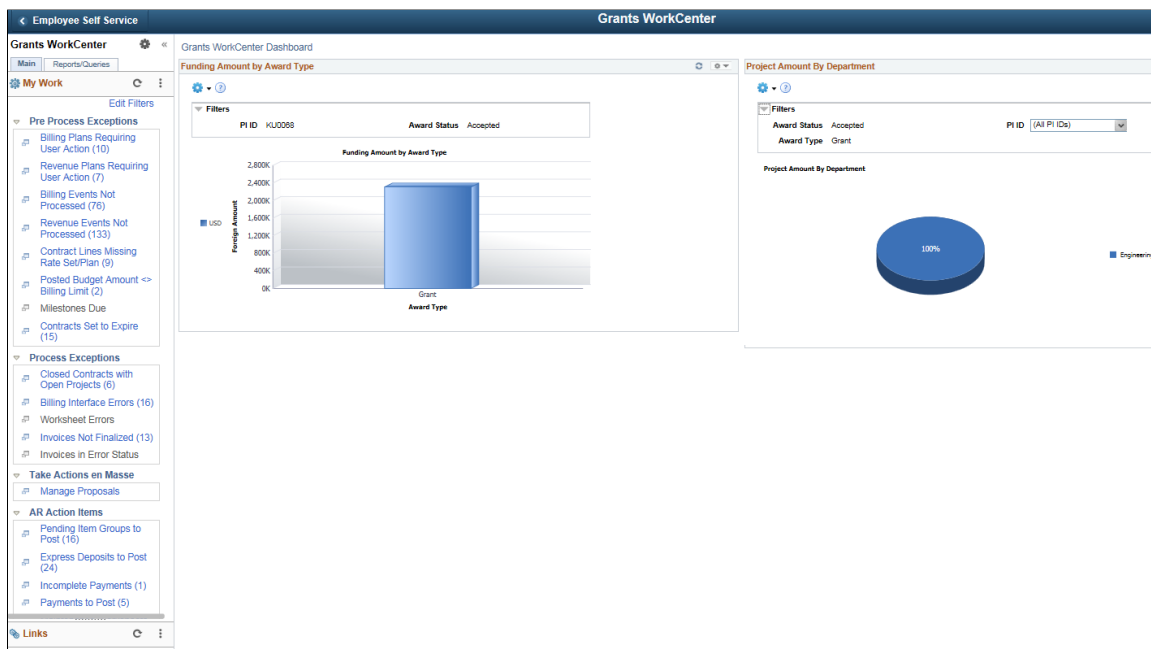 Employee Self Service
Grants WorkCenter
Grants WorkCenter
Main
Reports/Queries
My Work
Edit Filters
Pre Process Exceptions
Billing Plans Requiring
User Action (10)
Revenue Plans Requiring
User Action (7)
Billing Events Not
Processed (76)
Revenue Events Not
Processed (133)
Contract Lines Missing
Rate Set/Plan (9)
Posted Budget Amount <>
Billing Limit (2)
Milestones Due
Contracts Set to Expire
(15)
Process Exceptions
Closed Contracts with
Open Projects (6)
Billing Interface Errors (16)
Worksheet Errors
Invoices Not Finalized (13)
Invoices in Error Status
Take Actions en Masse
Manage Proposals
AR Action Items
Pending Item Groups to
Post (16)
Express Deposits to Post
(24)
Incomplete Payments (1)
Payments to Post (5)
Links
Grants WorkCenter Dashboard
Funding Amount by Award Type
Filters
PI ID KU0068 Award Status Accepted
Funding Amount by Award Type
2,800K
2,400K
2,000K
1,600K
1,200K
800K
400K
0K
USD
Foreign Amount
Grant
Award Type
Project Amount By Department
Filters
Award Status Accepted PI ID (All PI IDs)
Award Type Grant
Project Amount By Department
100%